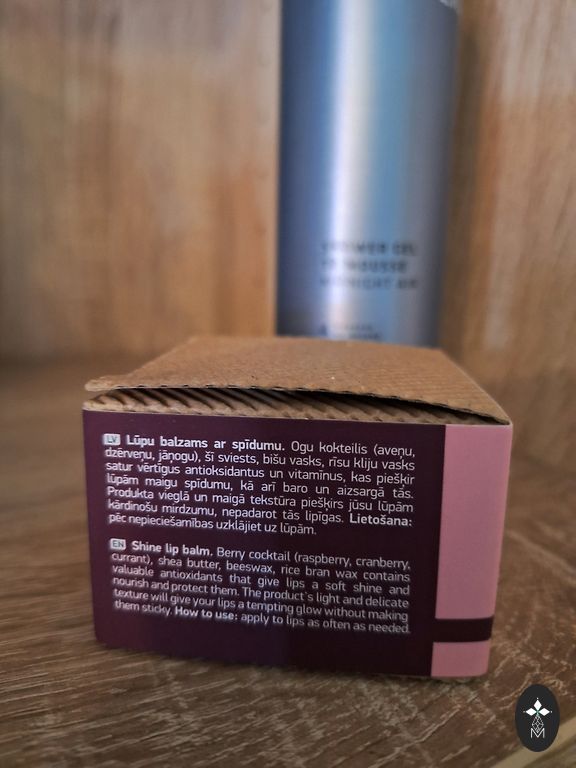 SHOWER GEL
TO MOUSSE
MIDNIGHT
LV Lūpu balzams ar spīdumu. Ogu kokteilis (aveņu,
dzērveņu, jāņogu), šī sviests, bišu vasks, rīsu kliju vasks
satur vērtīgus antioksidantus un vitamīnus, kas piešķir
lūpām maigu spīdumu, kā arī baro un aizsargā tās.
Produkta vieglā un maigā tekstūra piešķirs jūsu lūpām
kārdinošu mirdzumu, nepadarot tās lipīgas. Lietošana:
pēc nepieciešamības uzklājiet uz lūpām.
EN Shine lip balm. Berry cocktail (raspberry, cranberry,
currant), shea butter, beeswax, rice bran wax contains
valuable antioxidants that give lips a soft shine and
nourish and protect them. The product`s light and delicate
texture will give your lips a tempting glow without making
them sticky. How to use: apply to lips as often as needed.
M